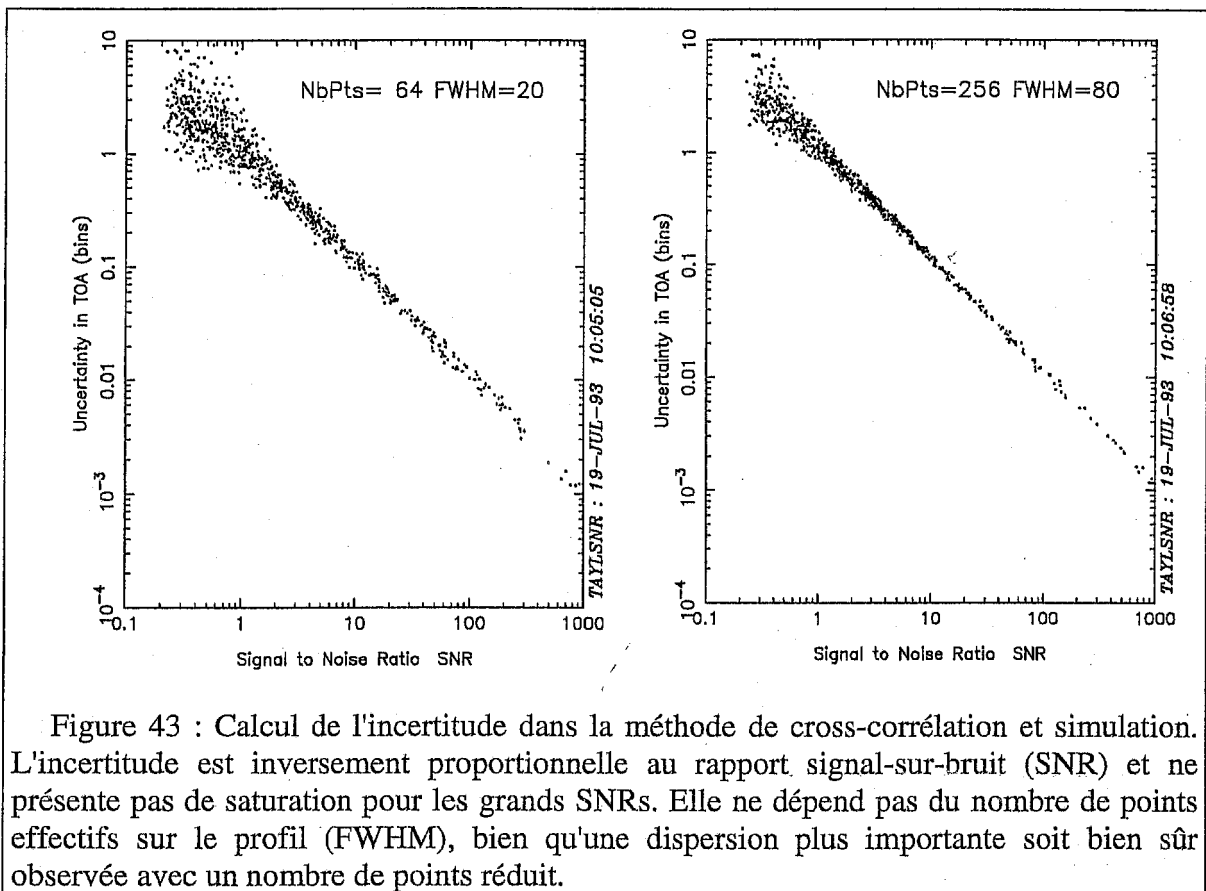 NbPts= 64 FWHM=20
10
1
0.1
0.01
10-3
10-4
Uncertainty in TOA (bins)
0.1 1 10 100 1000
Signal to Noise Ratio SNR
TAYLSNR : 19-JUL-93 10:05:05
NbPts=256 FWHM=80
10
1
0.1
0.01
10-3
10-4
Uncertainty in TOA (bins)
0.1 1 10 100 1000
Signal to Noise Ratio SNR
TAYLSNR : 19-JUL-93 10:06:58
Figure 43 : Calcul de l'incertitude dans la méthode de cross-corrélation et simulation.
L'incertitude est inversement proportionnelle au rapport signal-sur-bruit (SNR) et ne
présente pas de saturation pour les grands SNRs. Elle ne dépend pas du nombre de points
effectifs sur le profil (FWHM), bien qu'une dispersion plus importante soit bien sûr
observée avec un nombre de points réduit.